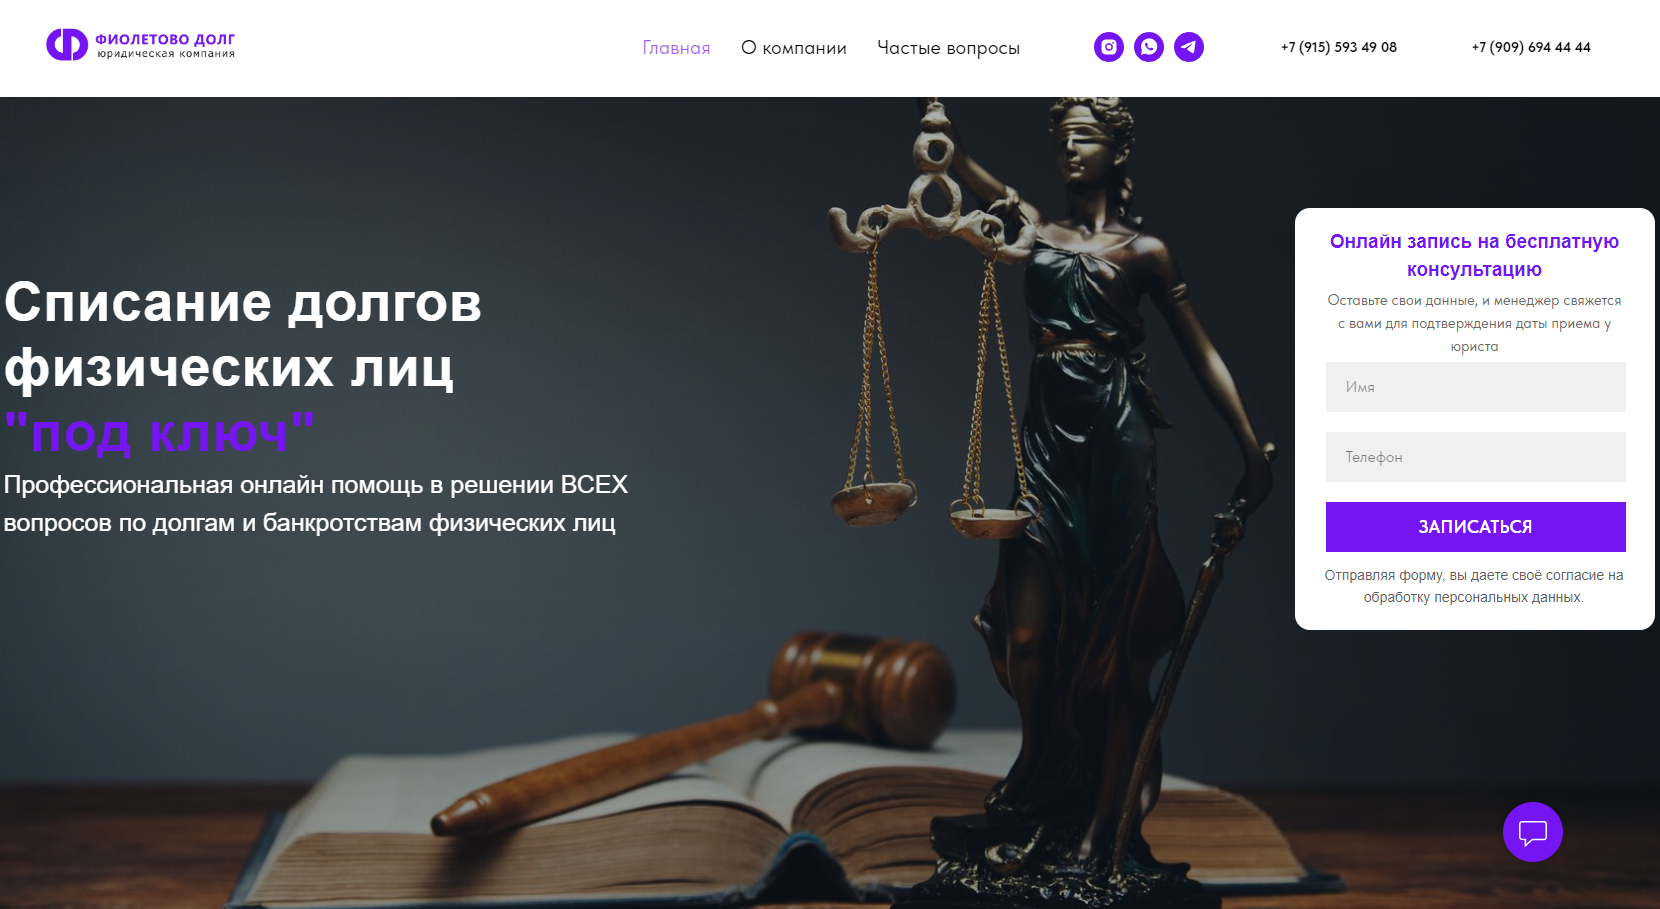 ФИОЛЕТОВО ДОЛГ
юридическая компания
Главная
О компании
Частые вопросы
+7 (915) 593 49 08
+7 (909) 694 44 44
Списание долгов
физических лиц
"под ключ"
Профессиональная онлайн помощь в решении ВСЕХ
вопросов по долгам и банкротствам физических лиц
Онлайн запись на бесплатную
консультацию
Оставьте свои данные, и менеджер свяжется
с вами для подтверждения даты приема у
юриста
Имя
Телефон
ЗАПИСАТЬСЯ
Отправляя форму, вы даете своё согласие на
обработку персональных данных.